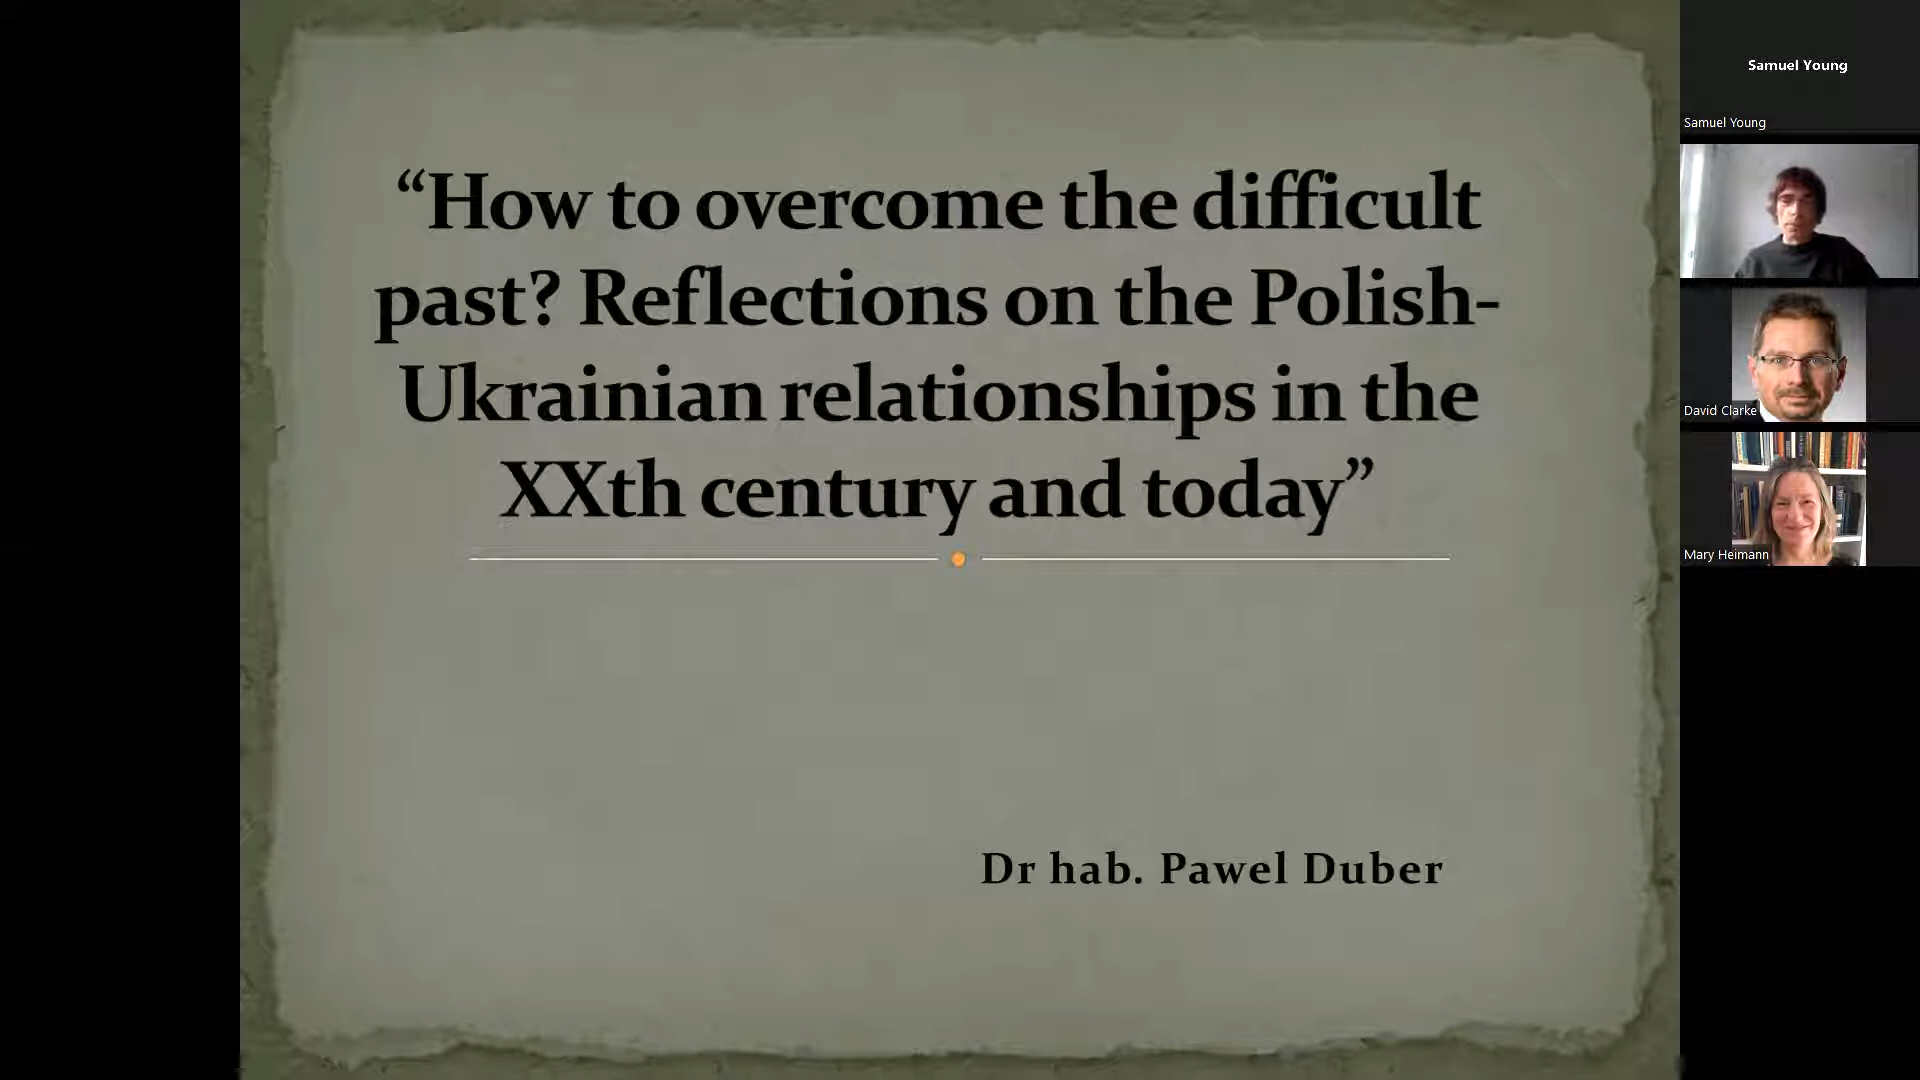 “How to overcome the difficult
past? Reflections on the Polish-
Ukrainian relationships in the
XXth century and today”
Dr hab. Pawel Duber
Samuel Young
Samuel Young
David Clarke
Mary Heimann